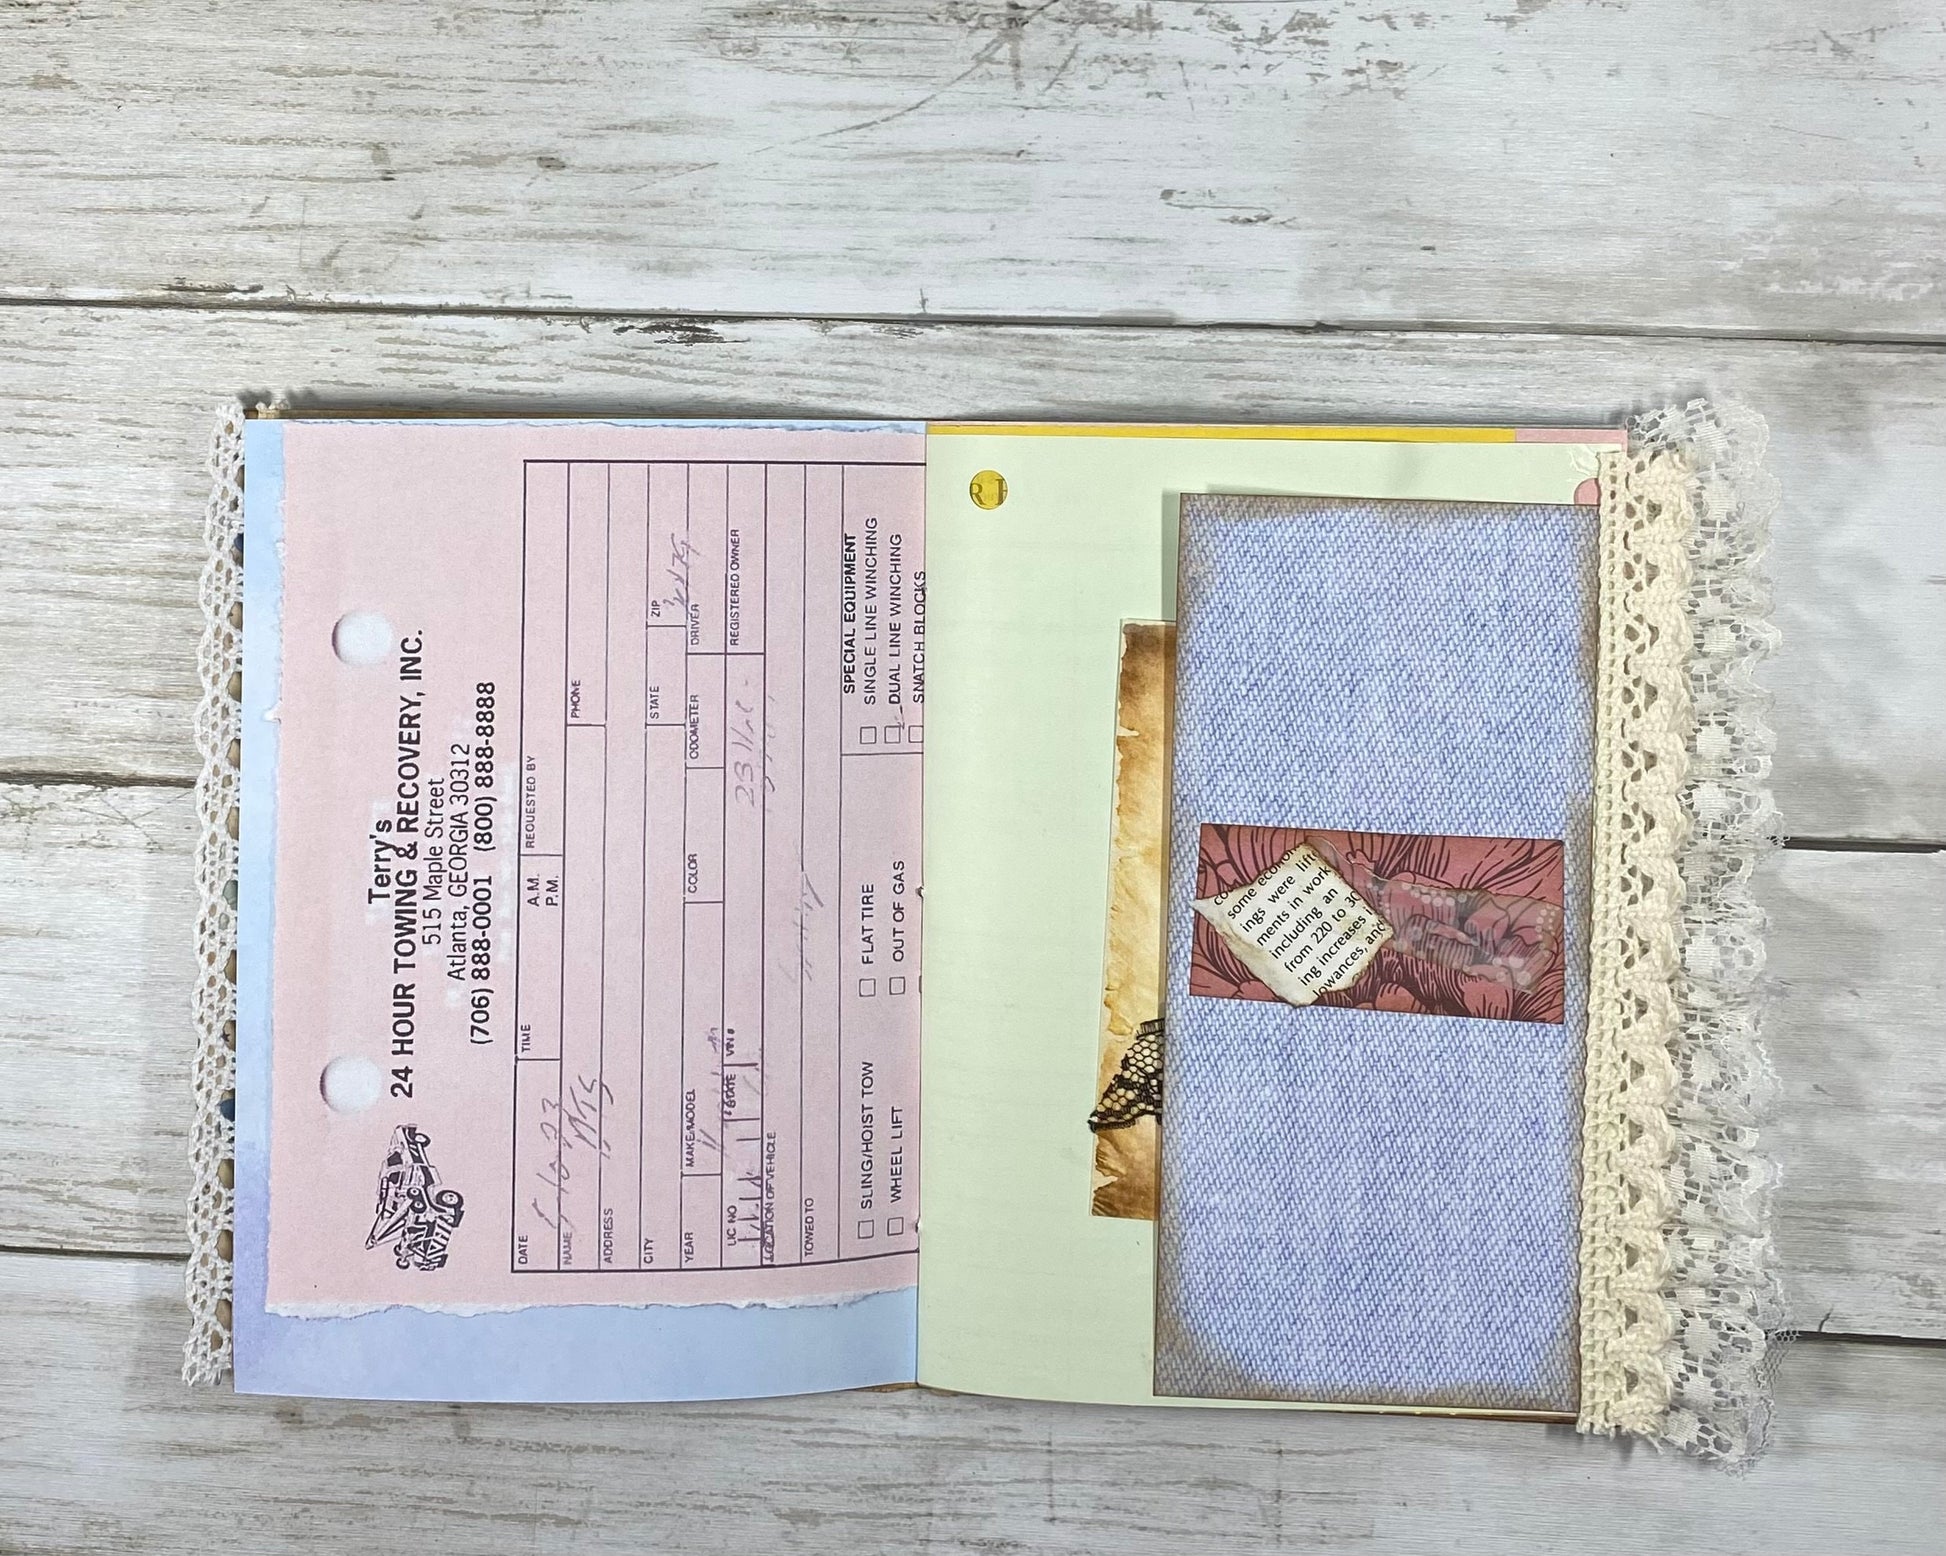 Terry's
24 HOUR TOWING & RECOVERY, INC.
515 Maple Street
Atlanta, GEORGIA 30312
(706) 888-0001 (800) 888-8888
DATE TIME A.M. P.M. REQUESTED BY
NAME PHONE
ADDRESS
CITY STATE ZIP
YEAR MAKE/MODEL COLOR ODOMETER DRIVER
LIC NO STATE VIN REGISTERED OWNER
LOCATION OF VEHICLE
TOWED TO
SPECIAL EQUIPMENT
SLING/HOIST TOW FLAT TIRE SINGLE LINE WINCHING
WHEEL LIFT OUT OF GAS DUAL LINE WINCHING
SNATCH BLOCKS
R I
some econo
ings were lift
ments in work
including an
from 220 to 30
ing increases i
lowances, and